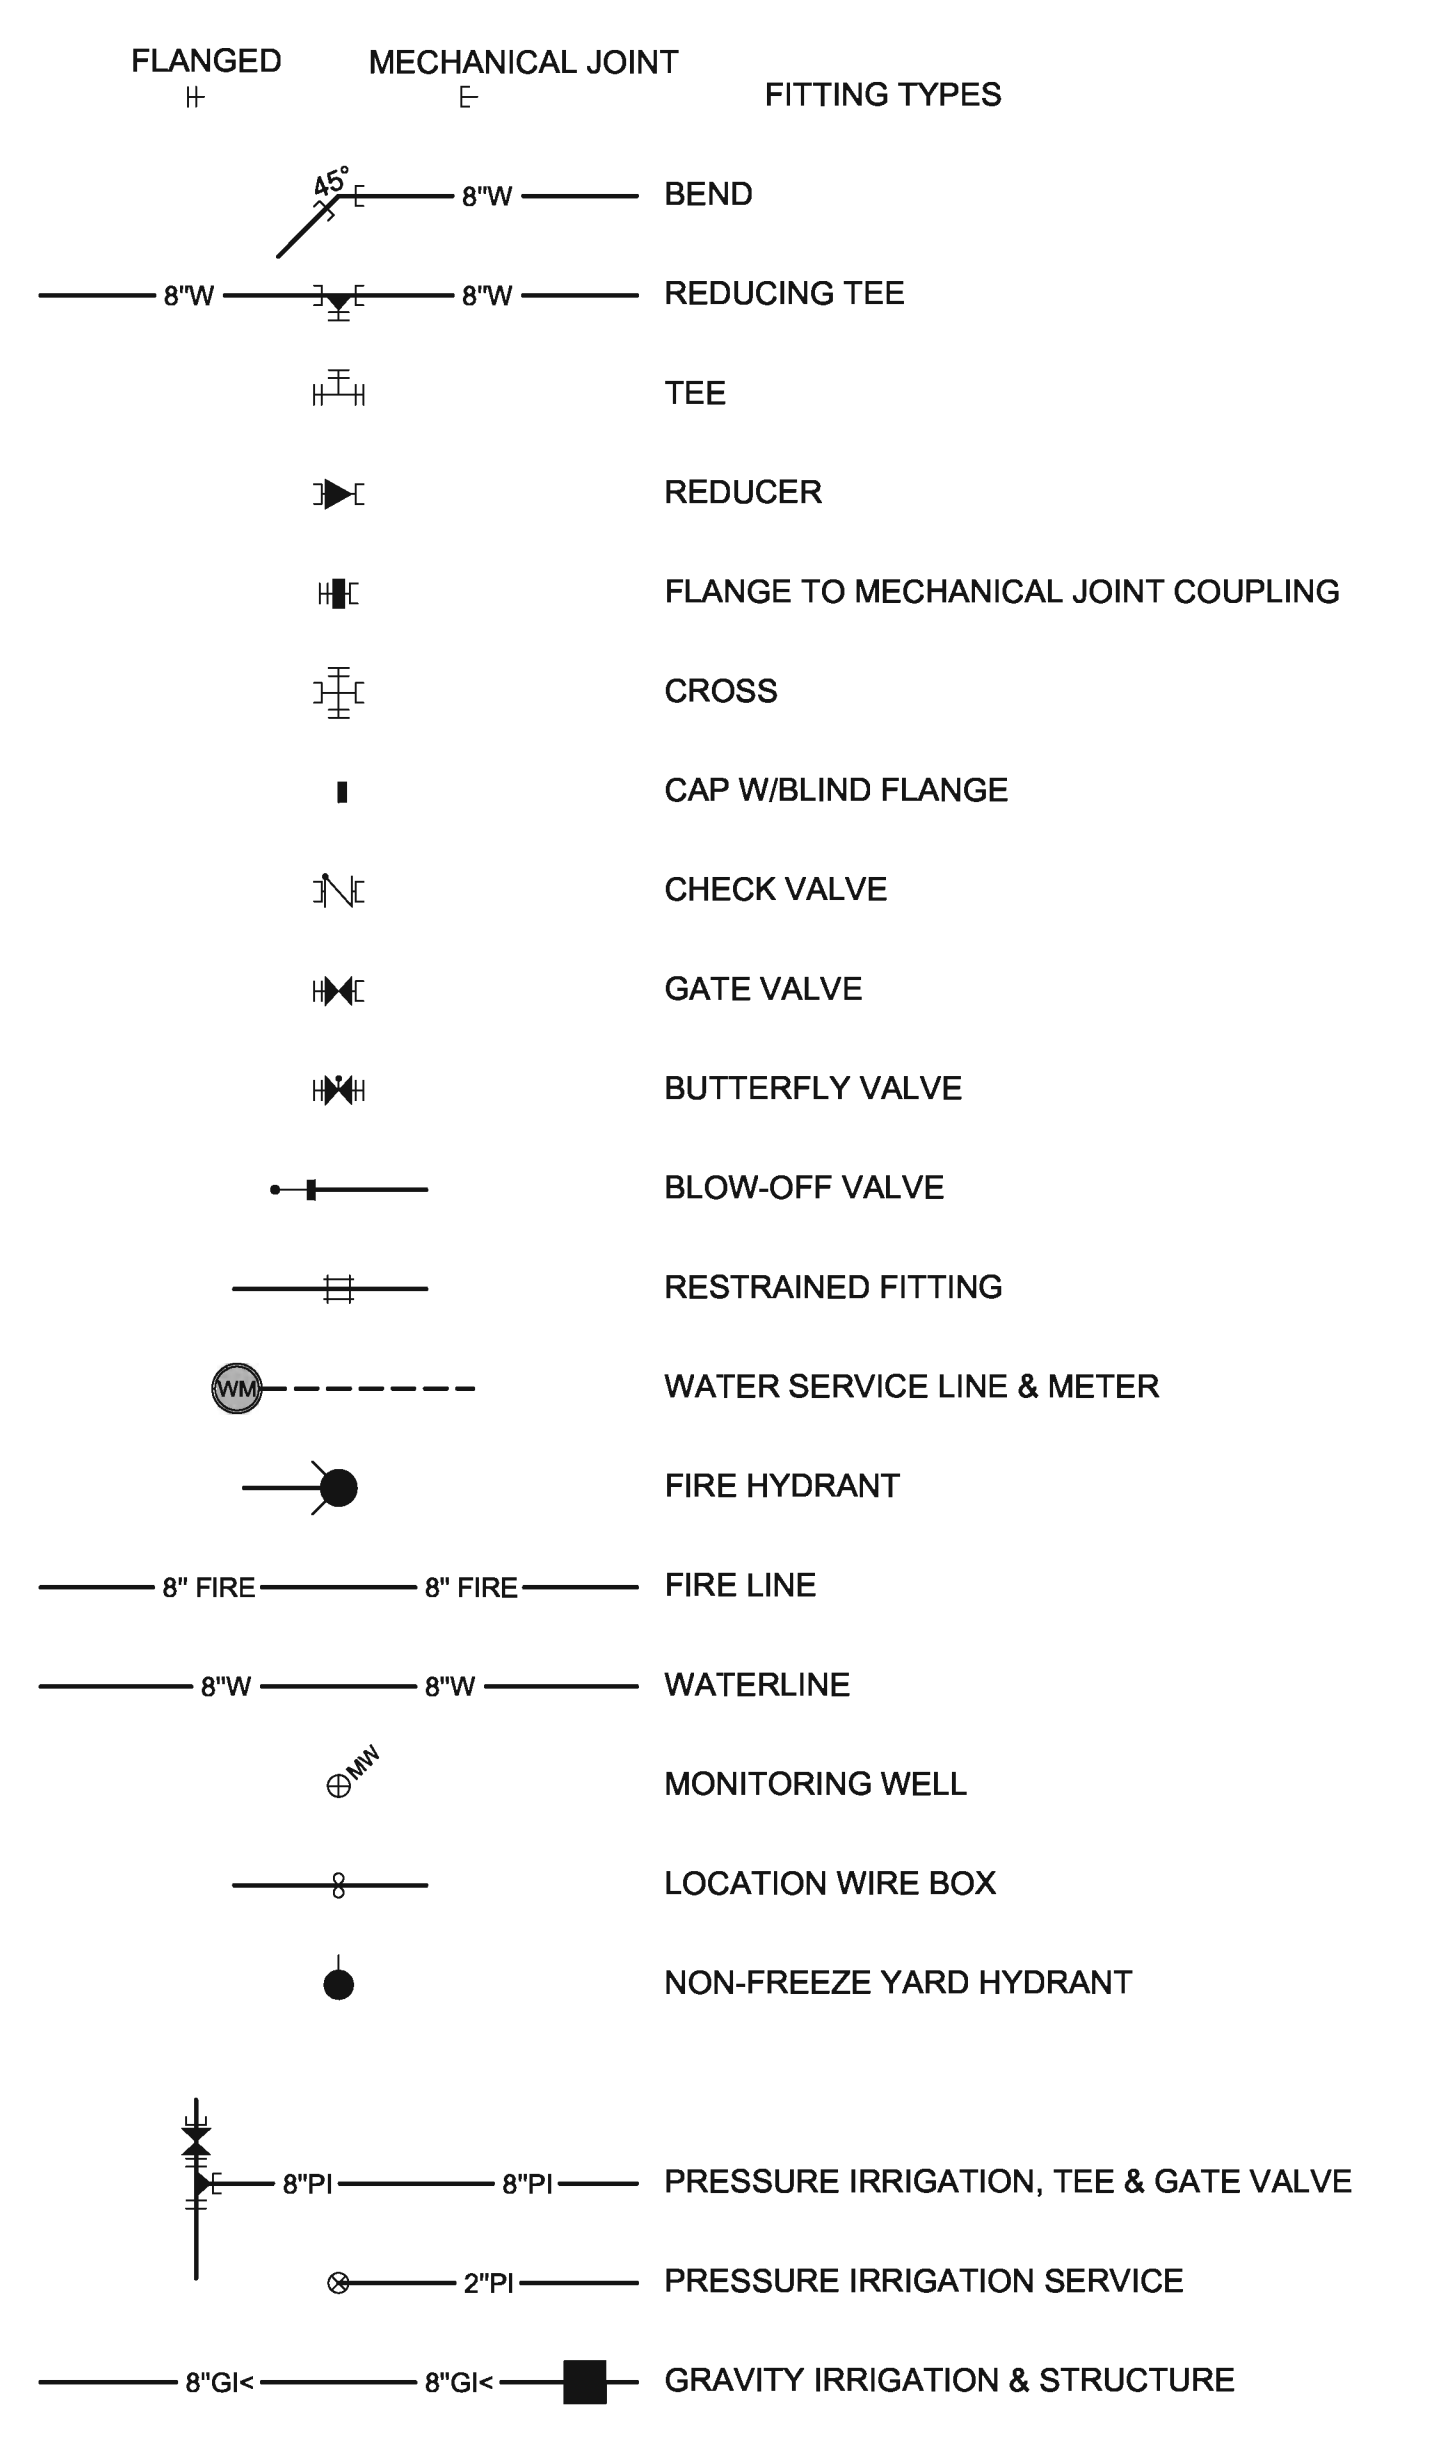 FLANGED MECHANICAL JOINT
FITTING TYPES
45° 8"W BEND
8"W 8"W REDUCING TEE
TEE
REDUCER
FLANGE TO MECHANICAL JOINT COUPLING
CROSS
CAP W/BLIND FLANGE
CHECK VALVE
GATE VALVE
BUTTERFLY VALVE
BLOW-OFF VALVE
RESTRAINED FITTING
WM WATER SERVICE LINE & METER
FIRE HYDRANT
8" FIRE 8" FIRE FIRE LINE
8"W 8"W WATERLINE
MW MONITORING WELL
LOCATION WIRE BOX
NON-FREEZE YARD HYDRANT
8"PI 8"PI PRESSURE IRRIGATION, TEE & GATE VALVE
2"PI PRESSURE IRRIGATION SERVICE
8"GI< 8"GI< GRAVITY IRRIGATION & STRUCTURE